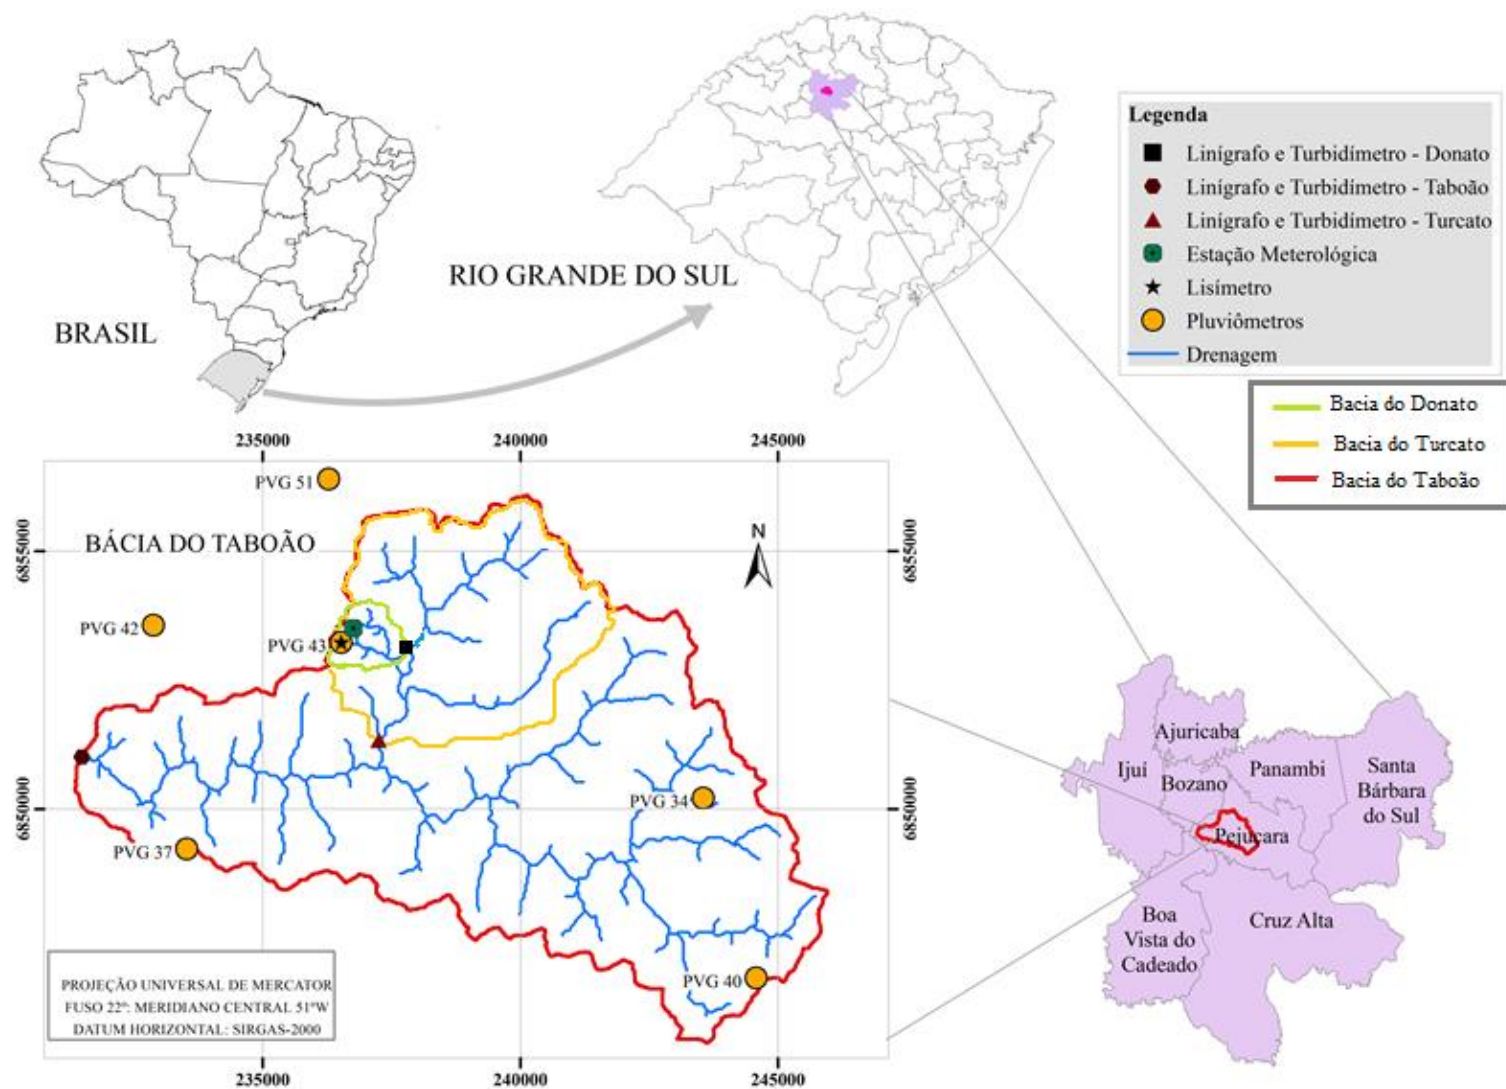 BRASIL
RIO GRANDE DO SUL
Legenda
Linígrafo e Turbidímetro - Donato
Linígrafo e Turbidímetro - Taboão
Linígrafo e Turbidímetro - Turcato
Estação Meterológica
Lisímetro
Pluviômetros
Drenagem
Bacia do Donato
Bacia do Turcato
Bacia do Taboão
235000
240000
245000
PVG 51
BÁCIA DO TABOÃO
N
6855000
6855000
PVG 42
PVG 43
PVG 34
6850000
6850000
PVG 37
PVG 40
PROJEÇÃO UNIVERSAL DE MERCATOR
FUSO 22º: MERIDIANO CENTRAL 51ºW
DATUM HORIZONTAL: SIRGAS-2000
235000
240000
245000
Ajuricaba
Ijuí
Bozano
Panambi
Santa
Bárbara
do Sul
Pejuçara
Boa
Vista do
Cadeado
Cruz Alta